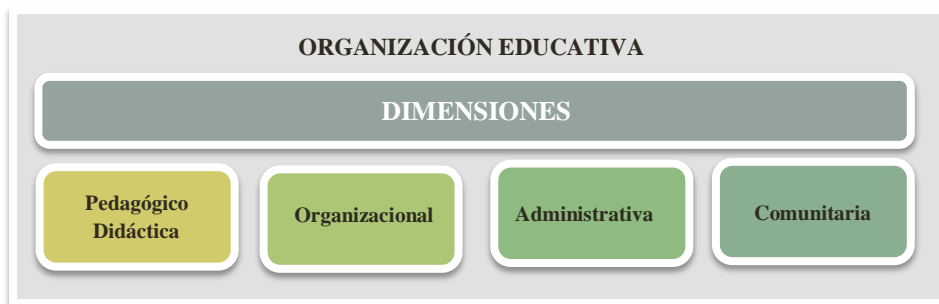 ORGANIZACIÓN EDUCATIVA
DIMENSIONES
Pedagógico
Didáctica
Organizacional
Administrativa
Comunitaria